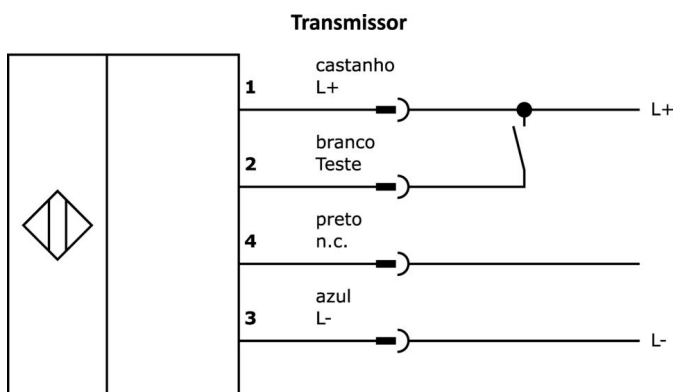 Transmissor
castanho
1 L+ L+
branco
2 Teste
preto
4 n.c.
azul
3 L- L-